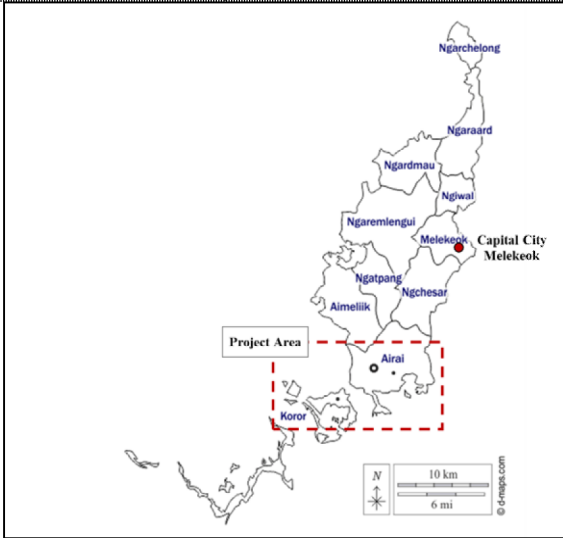 Ngarchelong
Ngaraard
Ngardmau
Ngiwal
Ngaremlengui
Melekeok
Capital City
Melekeok
Ngatpang
Ngchesar
Aimeliik
Project Area
Airai
Koror
N
10 km
6 mi
© d-maps.com